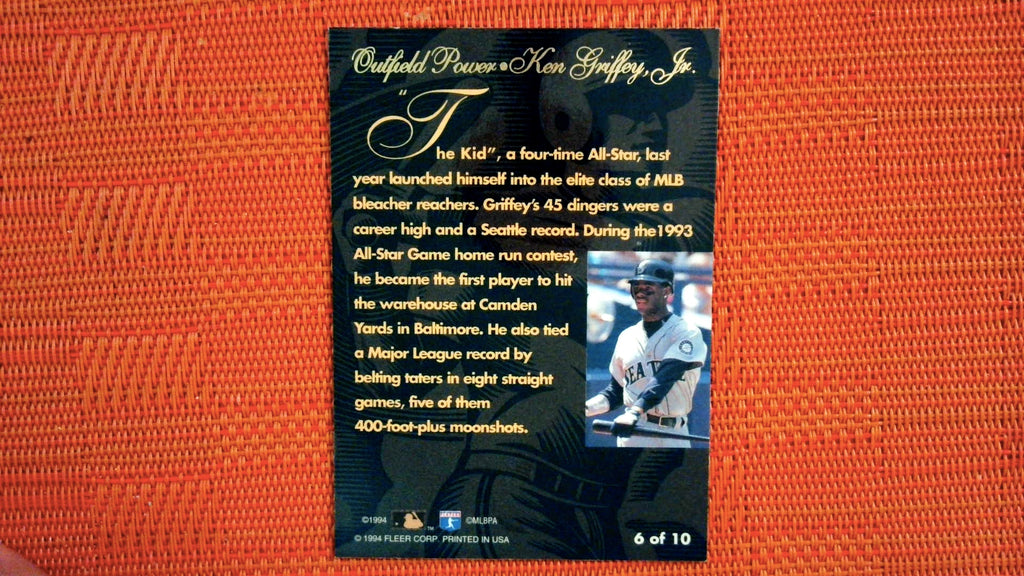 Outfield Power • Ken Griffey, Jr.
"The Kid", a four-time All-Star, last
year launched himself into the elite class of MLB
bleacher reachers. Griffey's 45 dingers were a
career high and a Seattle record. During the 1993
All-Star Game home run contest,
he became the first player to hit
the warehouse at Camden
Yards in Baltimore. He also tied
a Major League record by
belting taters in eight straight
games, five of them
400-foot-plus moonshots.
SEATTLE
©1994 TM ©MLBPA
© 1994 FLEER CORP. PRINTED IN USA
6 of 10